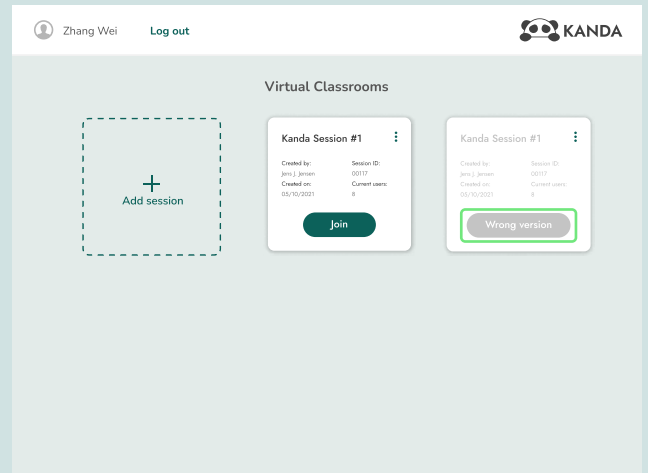 Zhang Wei Log out KANDA
Virtual Classrooms
Add session
Kanda Session #1
Created by: Session ID:
Jens J. Jensen 00117
Created on: Current users:
05/10/2021 8
Join
Kanda Session #1
Created by: Session ID:
Jens J. Jensen 00117
Created on: Current users:
05/10/2021 8
Wrong version